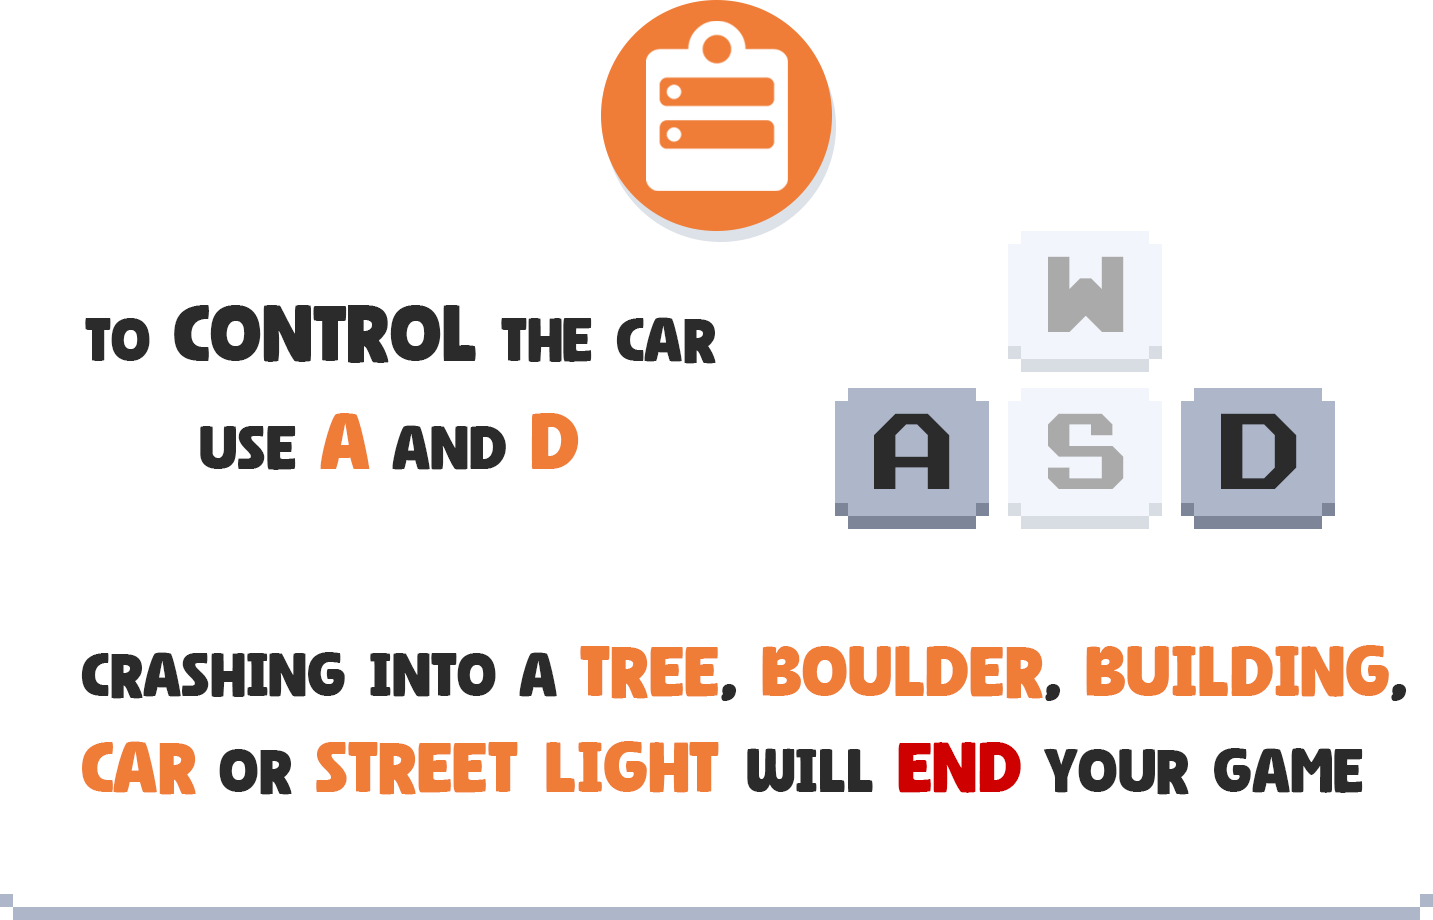 W
TO CONTROL THE CAR
USE A AND D
A S D
CRASHING INTO A TREE, BOULDER, BUILDING,
CAR OR STREET LIGHT WILL END YOUR GAME